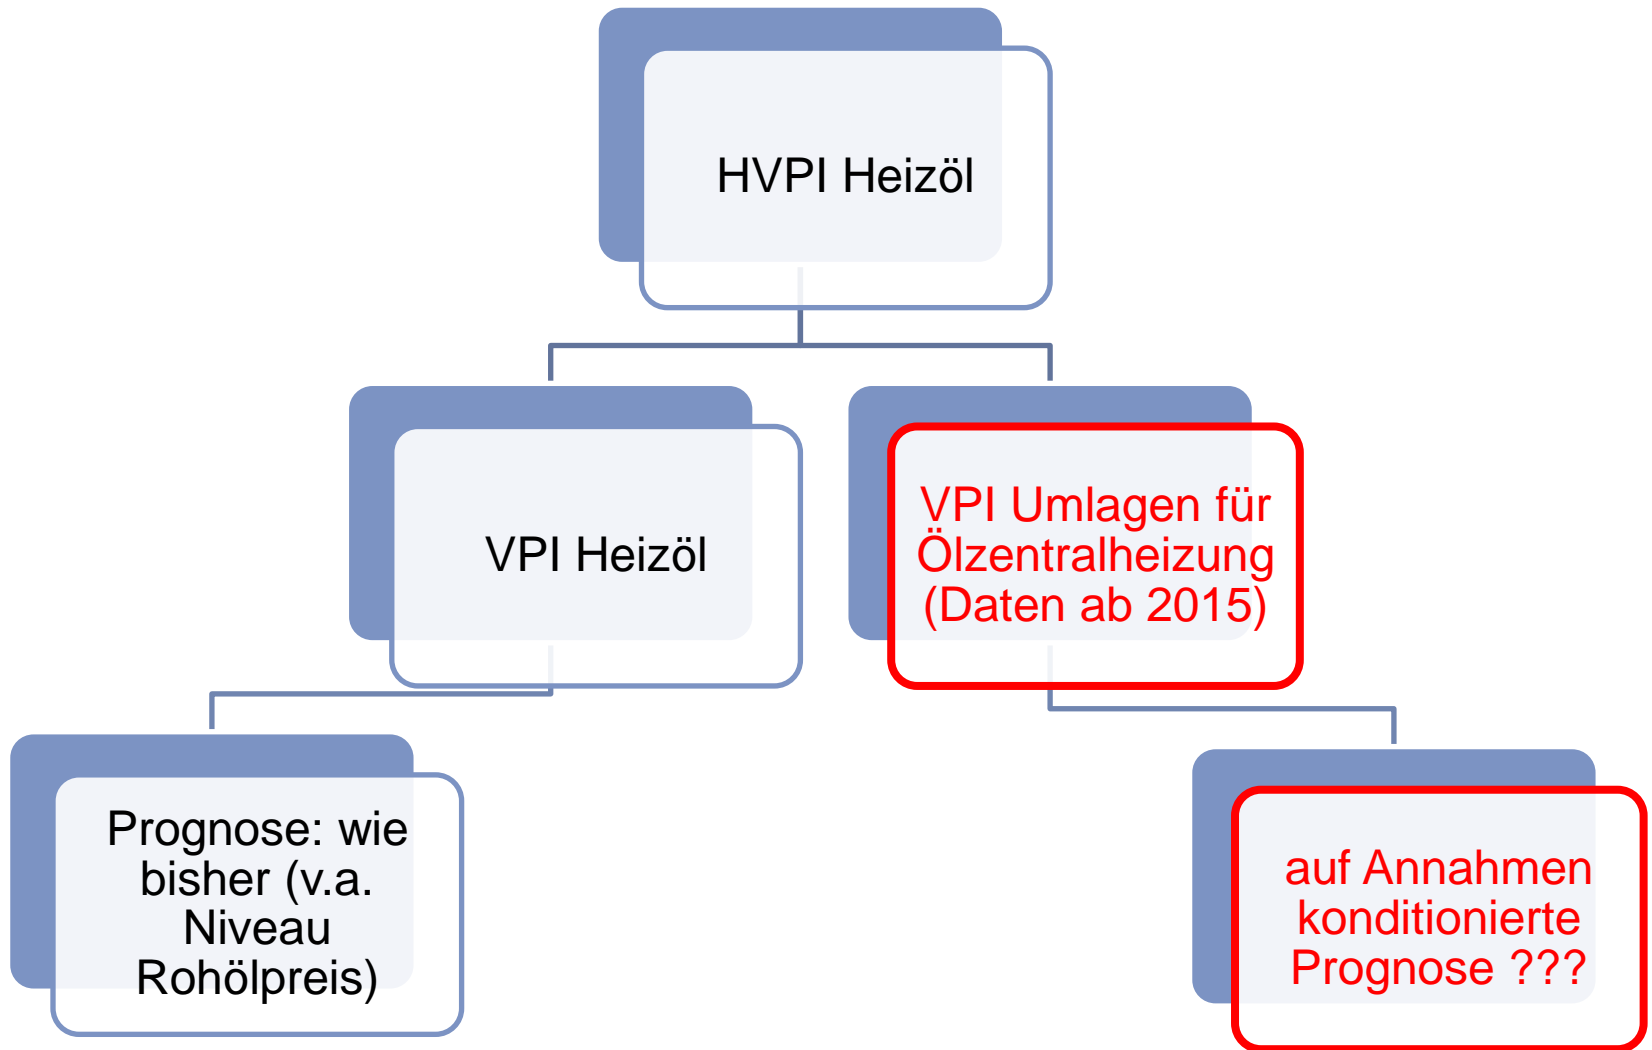 HVPI Heizöl
VPI Heizöl
VPI Umlagen für
Ölzentralheizung
(Daten ab 2015)
Prognose: wie
bisher (v.a.
Niveau
Rohölpreis)
auf Annahmen
konditionierte
Prognose ???